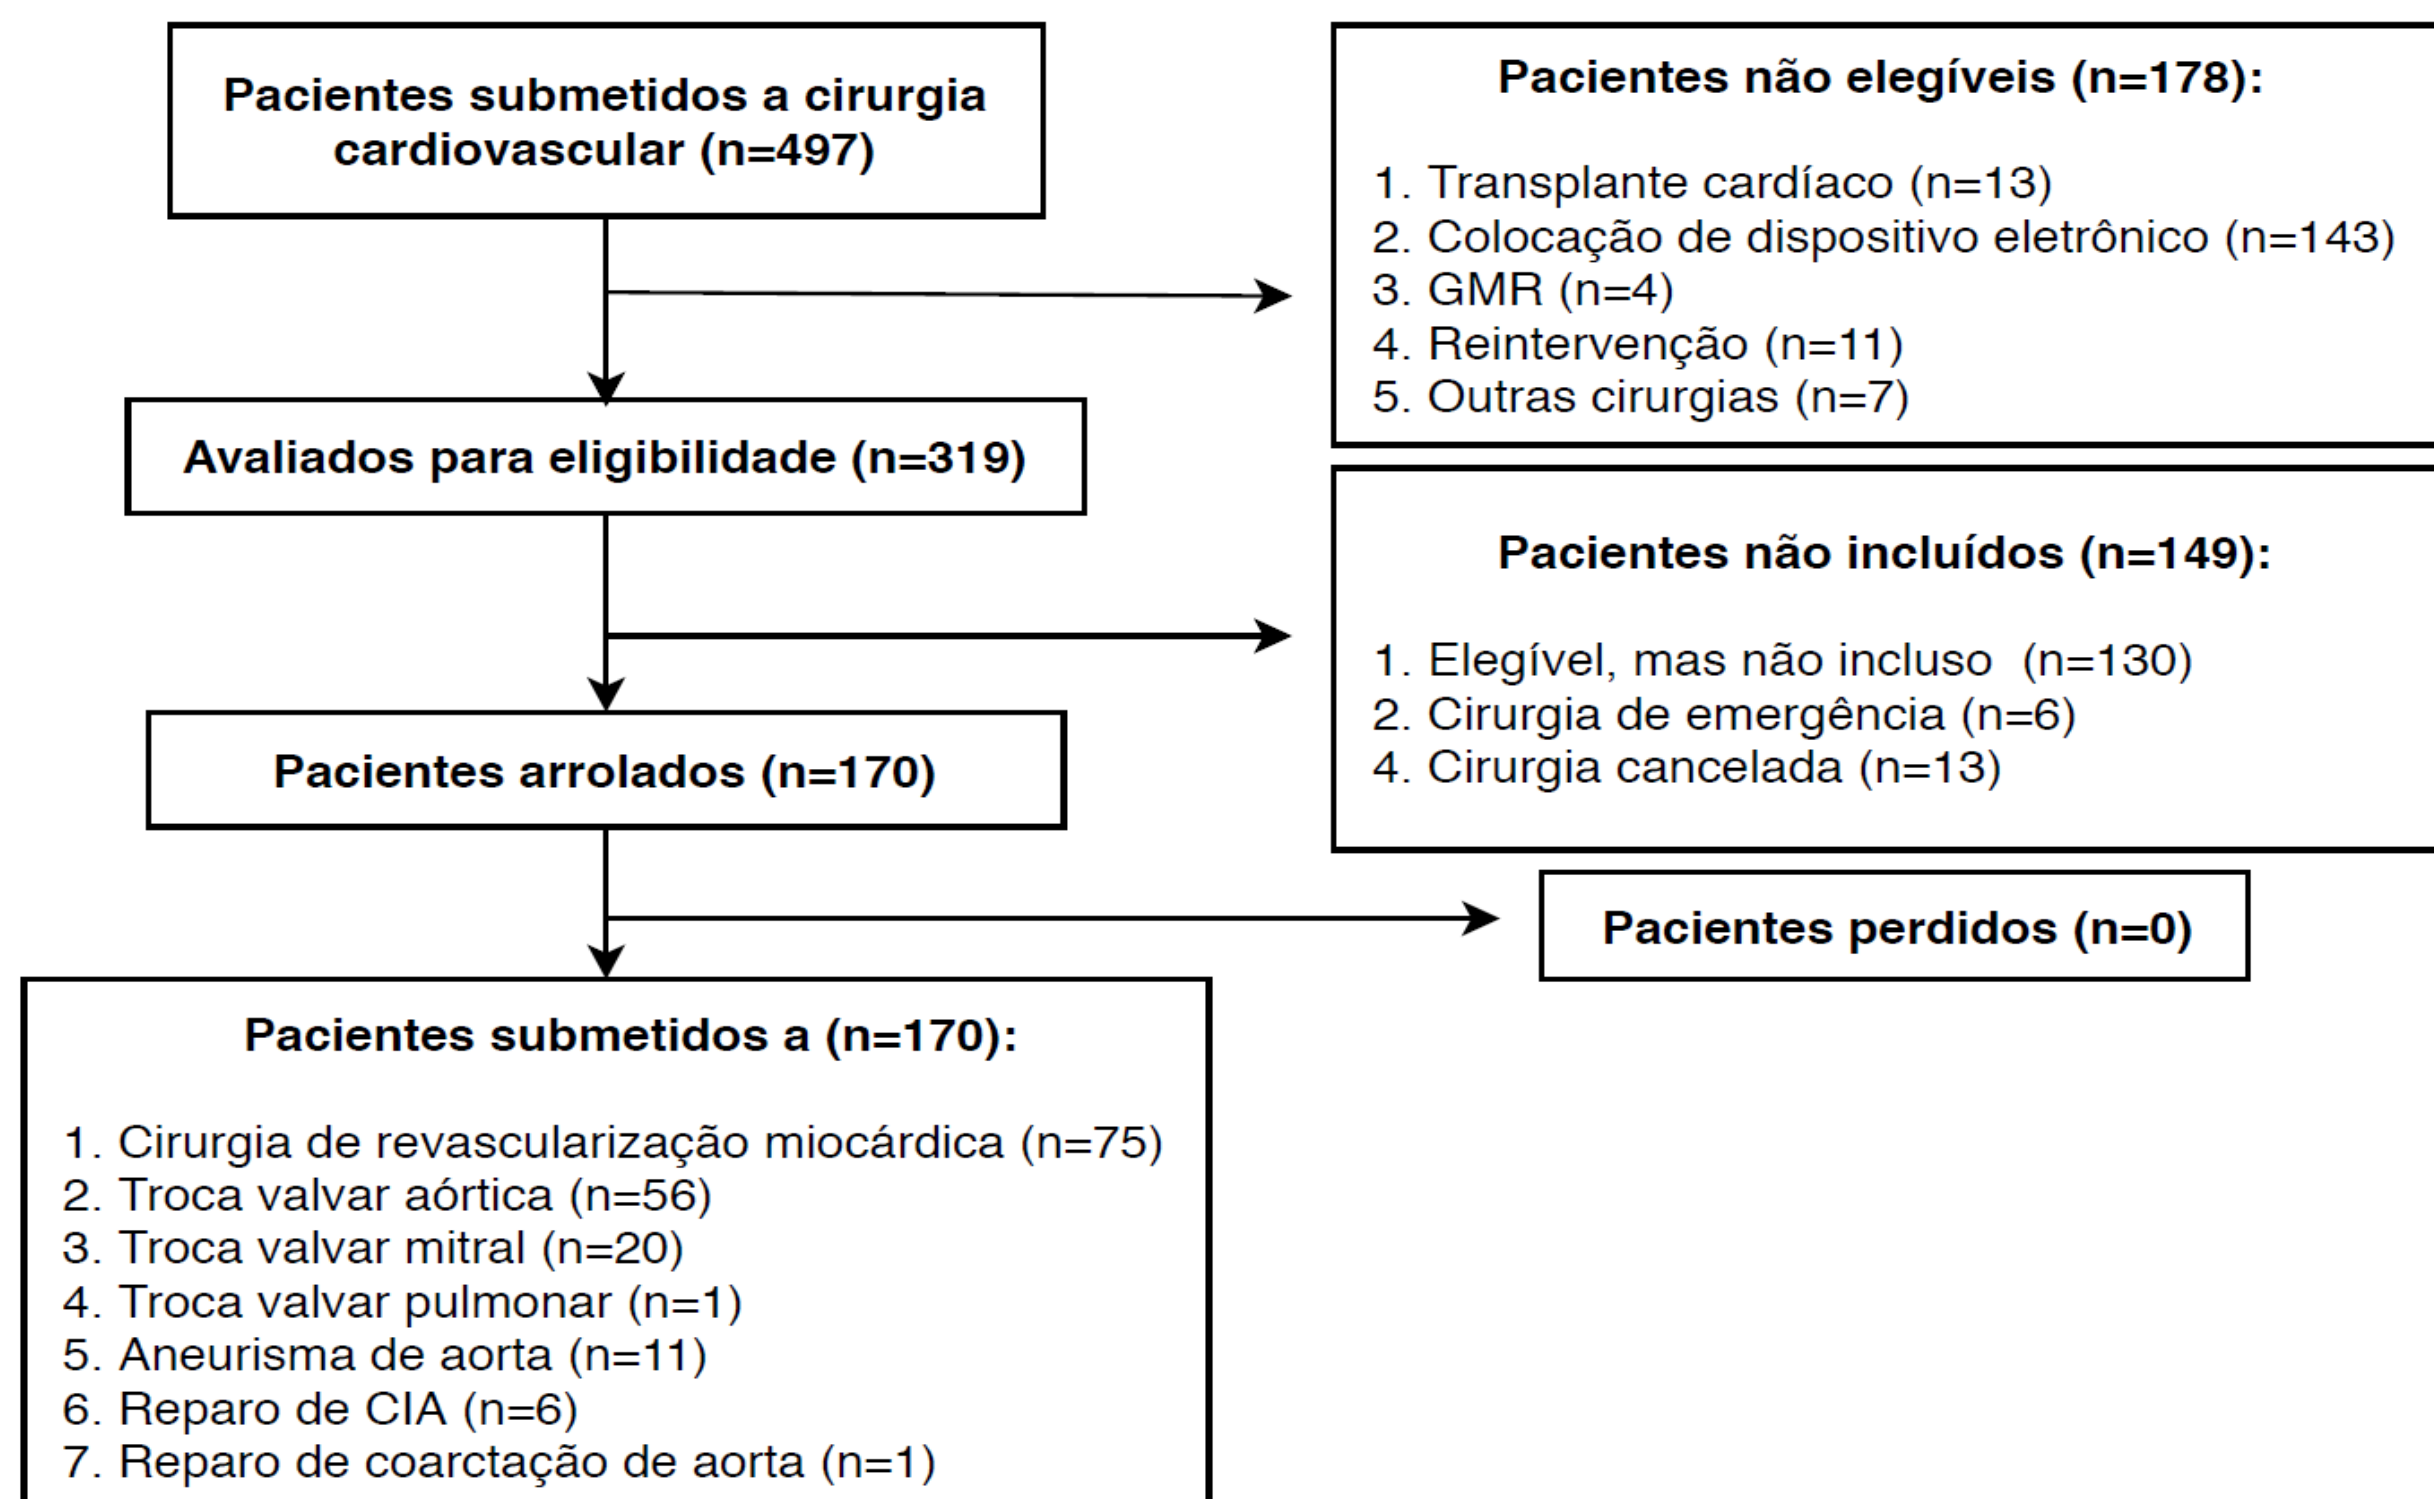 Pacientes submetidos a cirurgia
cardiovascular (n=497)
Pacientes não elegíveis (n=178):
1. Transplante cardíaco (n=13)
2. Colocação de dispositivo eletrônico (n=143)
3. GMR (n=4)
4. Reintervenção (n=11)
5. Outras cirurgias (n=7)
Avaliados para eligibilidade (n=319)
Pacientes não incluídos (n=149):
1. Elegível, mas não incluso (n=130)
2. Cirurgia de emergência (n=6)
4. Cirurgia cancelada (n=13)
Pacientes arrolados (n=170)
Pacientes perdidos (n=0)
Pacientes submetidos a (n=170):
1. Cirurgia de revascularização miocárdica (n=75)
2. Troca valvar aórtica (n=56)
3. Troca valvar mitral (n=20)
4. Troca valvar pulmonar (n=1)
5. Aneurisma de aorta (n=11)
6. Reparo de CIA (n=6)
7. Reparo de coarctação de aorta (n=1)